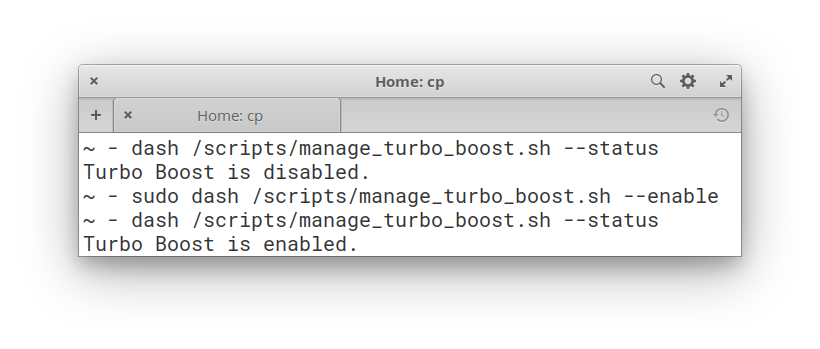 Home: cp
Home: cp
~ - dash /scripts/manage_turbo_boost.sh --status
Turbo Boost is disabled.
~ - sudo dash /scripts/manage_turbo_boost.sh --enable
~ - dash /scripts/manage_turbo_boost.sh --status
Turbo Boost is enabled.